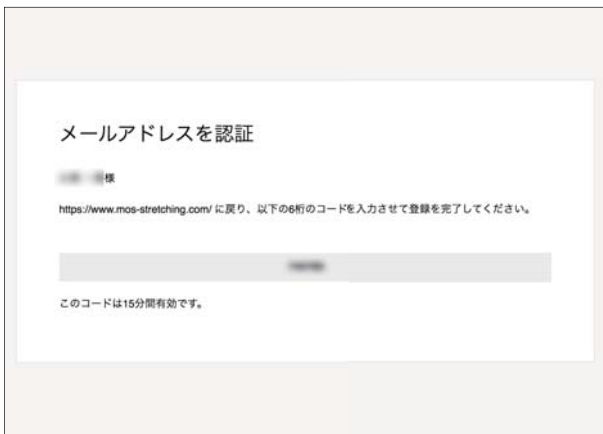 メールアドレスを認証
様
https://www.mos-stretching.com/ に戻り、以下の6桁のコードを入力させて登録を完了してください。
このコードは15分間有効です。